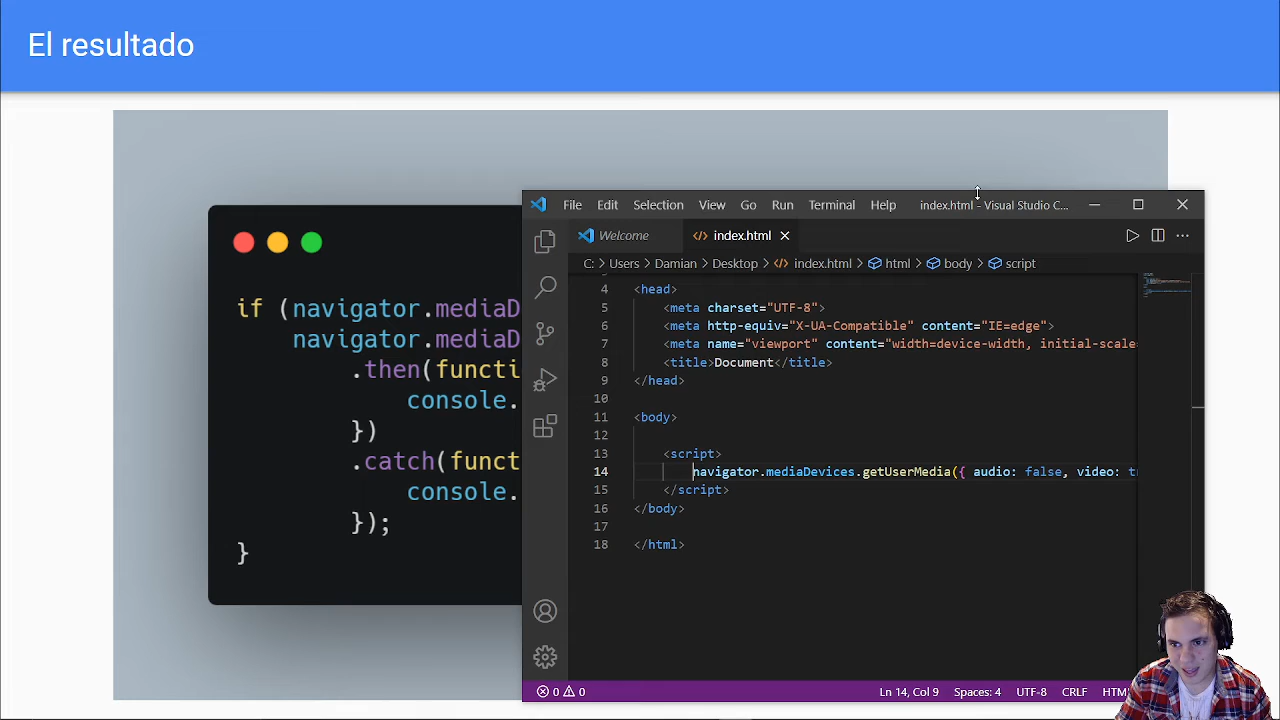 El resultado
if (navigator.mediaD
navigator.mediaD
.then(functi
console.
})
.catch(funct
console.
});
}
File Edit Selection View Go Run Terminal Help index.html - Visual Studio C...
Welcome index.html
C: > Users > Damian > Desktop > index.html > html > body > script
4 <head>
5 <meta charset="UTF-8">
6 <meta http-equiv="X-UA-Compatible" content="IE=edge">
7 <meta name="viewport" content="width=device-width, initial-scale=
8 <title>Document</title>
9 </head>
10
11 <body>
12
13 <script>
14 navigator.mediaDevices.getUserMedia({ audio: false, video: t
15 </script>
16 </body>
17
18 </html>
0 0 Ln 14, Col 9 Spaces: 4 UTF-8 CRLF HTM